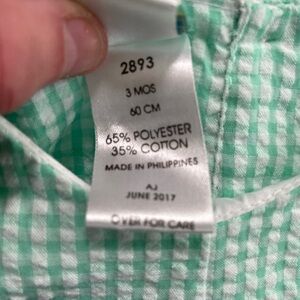 2893
3 MOS
60 CM
65% POLYESTER
35% COTTON
MADE IN PHILIPPINES
AJ
JUNE 2017
OVER FOR CARE